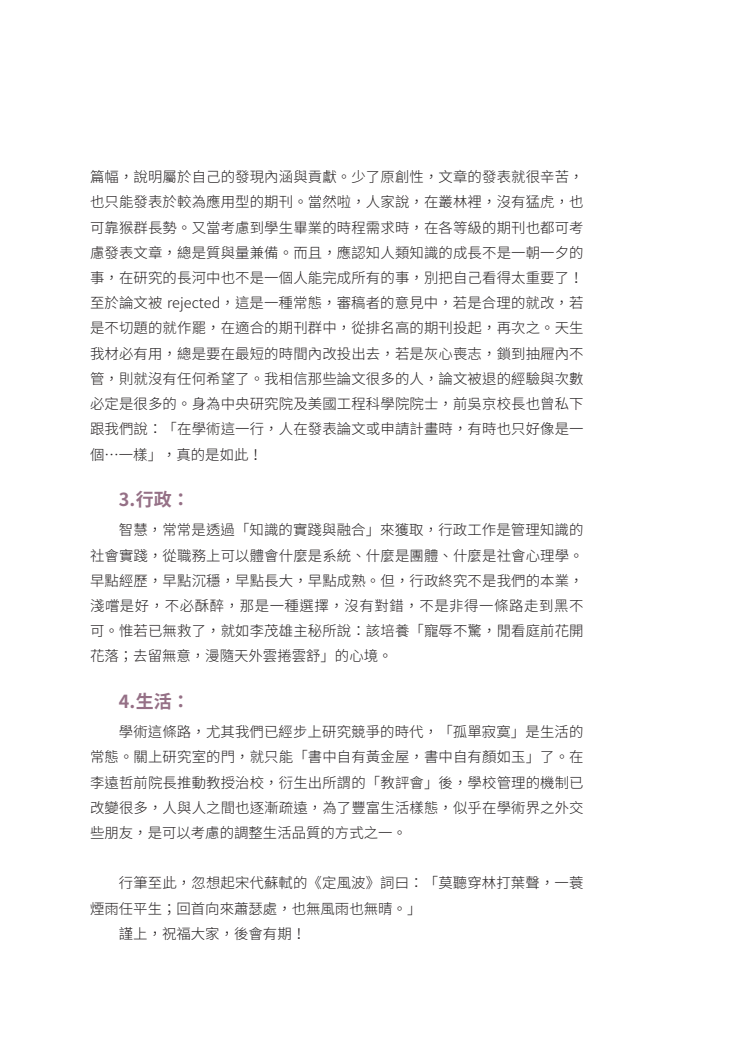 篇幅，說明屬於自己的發現內涵與貢獻。少了原創性，文章的發表就很辛苦，
也只能發表於較為應用型的期刊。當然啦，人家說，在叢林裡，沒有猛虎，也
可靠猴群長勢。又當考慮到學生畢業的時程需求時，在各等級的期刊也都可考
慮發表文章，總是質與量兼備。而且，應認知人類知識的成長不是一朝一夕的
事，在研究的長河中也不是一個人能完成所有的事，別把自己看得太重要了！
至於論文被 rejected，這是一種常態，審稿者的意見中，若是合理的就改，若
是不切題的就作罷，在適合的期刊群中，從排名高的期刊投起，再次之。天生
我材必有用，總是要在最短的時間內改投出去，若是灰心喪志，鎖到抽屜內不
管，則就沒有任何希望了。我相信那些論文很多的人，論文被退的經驗與次數
必定是很多的。身為中央研究院及美國工程科學院院士，前吳京校長也曾私下
跟我們說：「在學術這一行，人在發表論文或申請計畫時，有時也只好像是一
個…一樣」，真的是如此！
3.行政：
智慧，常常是透過「知識的實踐與融合」來獲取，行政工作是管理知識的
社會實踐，從職務上可以體會什麼是系統、什麼是團體、什麼是社會心理學。
早點經歷，早點沉穩，早點長大，早點成熟。但，行政終究不是我們的本業，
淺嚐是好，不必酥醉，那是一種選擇，沒有對錯，不是非得一條路走到黑不
可。惟若已無救了，就如李茂雄主秘所說：該培養「寵辱不驚，閒看庭前花開
花落；去留無意，漫隨天外雲捲雲舒」的心境。
4.生活：
學術這條路，尤其我們已經步上研究競爭的時代，「孤單寂寞」是生活的
常態。關上研究室的門，就只能「書中自有黃金屋，書中自有顏如玉」了。在
李遠哲前院長推動教授治校，衍生出所謂的「教評會」後，學校管理的機制已
改變很多，人與人之間也逐漸疏遠，為了豐富生活樣態，似乎在學術界之外交
些朋友，是可以考慮的調整生活品質的方式之一。
行筆至此，忽想起宋代蘇軾的《定風波》詞曰：「莫聽穿林打葉聲，一蓑
煙雨任平生；回首向來蕭瑟處，也無風雨也無晴。」
謹上，祝福大家，後會有期！